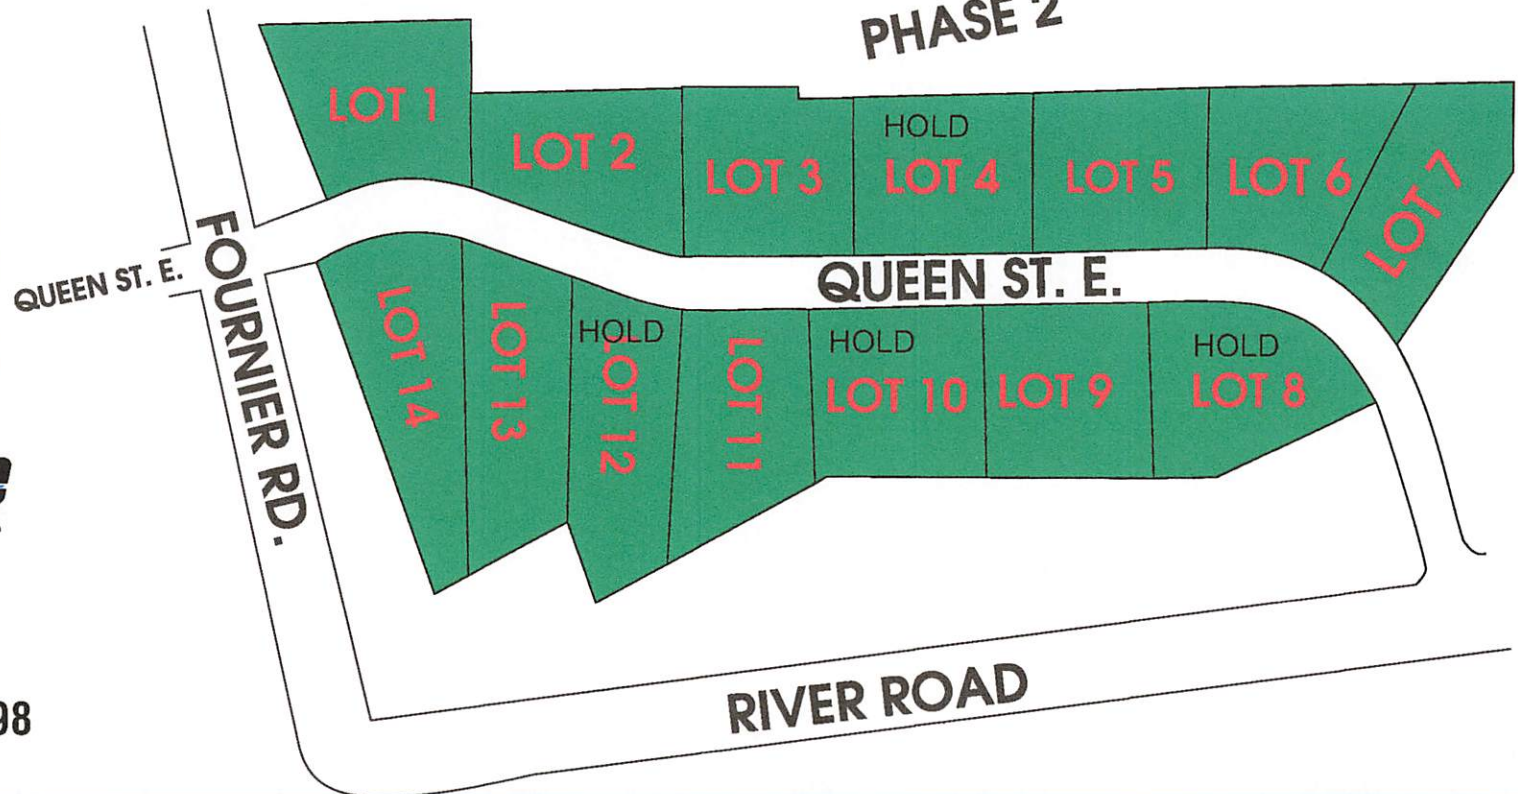 PHASE 2
LOT 1
LOT 2
LOT 3
HOLD
LOT 4
LOT 5
LOT 6
LOT 7
QUEEN ST. E.
FOURNIER RD.
QUEEN ST. E.
LOT 14
LOT 13
HOLD
LOT 12
LOT 11
HOLD
LOT 10
LOT 9
HOLD
LOT 8
RIVER ROAD
98